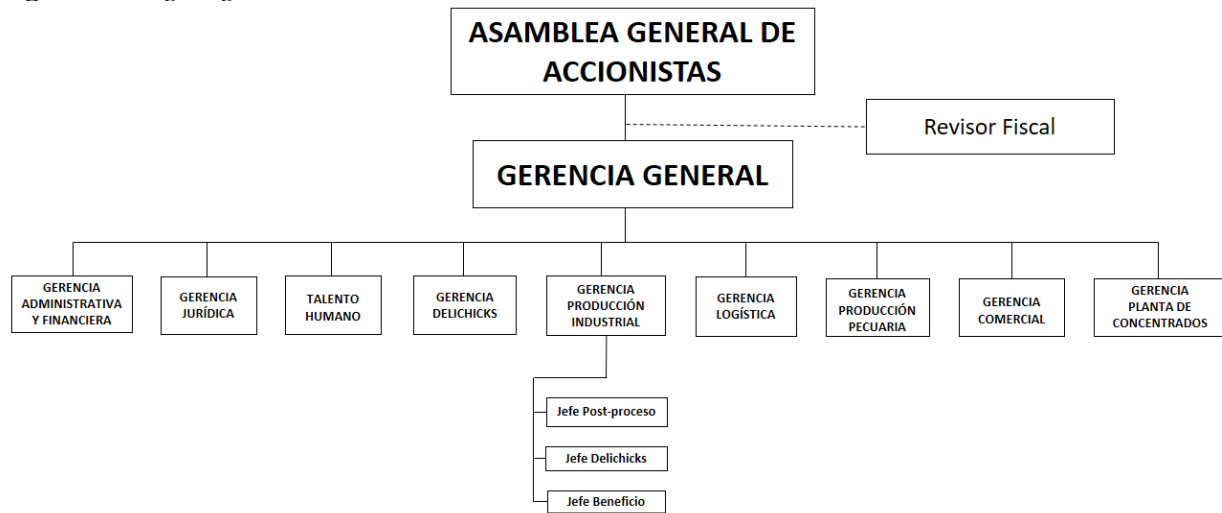 ASAMBLEA GENERAL DE
ACCIONISTAS
Revisor Fiscal
GERENCIA GENERAL
GERENCIA
ADMINISTRATIVA
Y FINANCIERA
GERENCIA
JURÍDICA
TALENTO
HUMANO
GERENCIA
DELICHICKS
GERENCIA
PRODUCCIÓN
INDUSTRIAL
GERENCIA
LOGÍSTICA
GERENCIA
PRODUCCIÓN
PECUARIA
GERENCIA
COMERCIAL
GERENCIA
PLANTA DE
CONCENTRADOS
Jefe Post-proceso
Jefe Delichicks
Jefe Beneficio